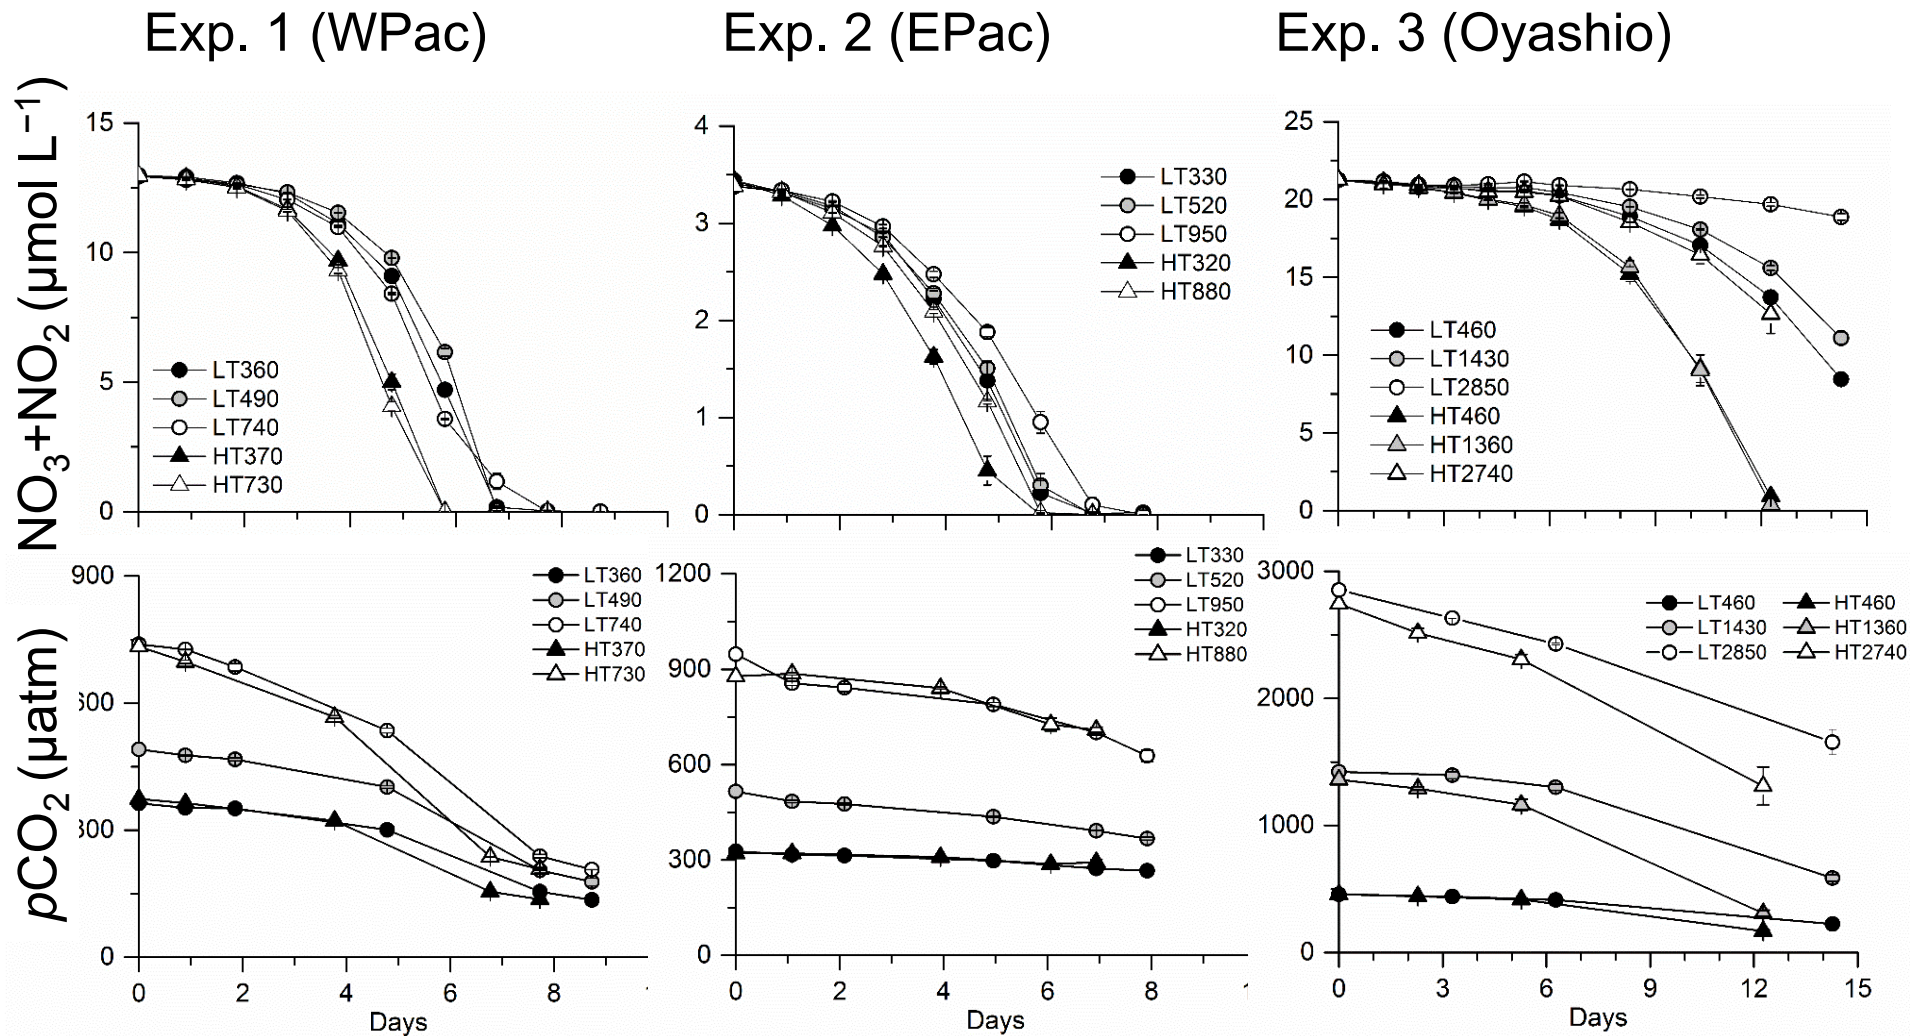 Exp. 1 (WPac)
Exp. 2 (EPac)
Exp. 3 (Oyashio)
NO₃+NO₂ (μmol L⁻¹)
15
10
5
0
LT360
LT490
LT740
HT370
HT730
4
3
2
1
0
LT330
LT520
LT950
HT320
HT880
25
20
15
10
5
0
LT460
LT1430
LT2850
HT460
HT1360
HT2740
pCO₂ (μatm)
900
300
0
LT360
LT490
LT740
HT370
HT730
0 2 4 6
Days
1200
900
600
300
0
LT330
LT520
LT950
HT320
HT880
0 2 4 6 8
Days
3000
2000
1000
0
LT460 HT460
LT1430 HT1360
LT2850 HT2740
0 3 6 9 12 15
Days